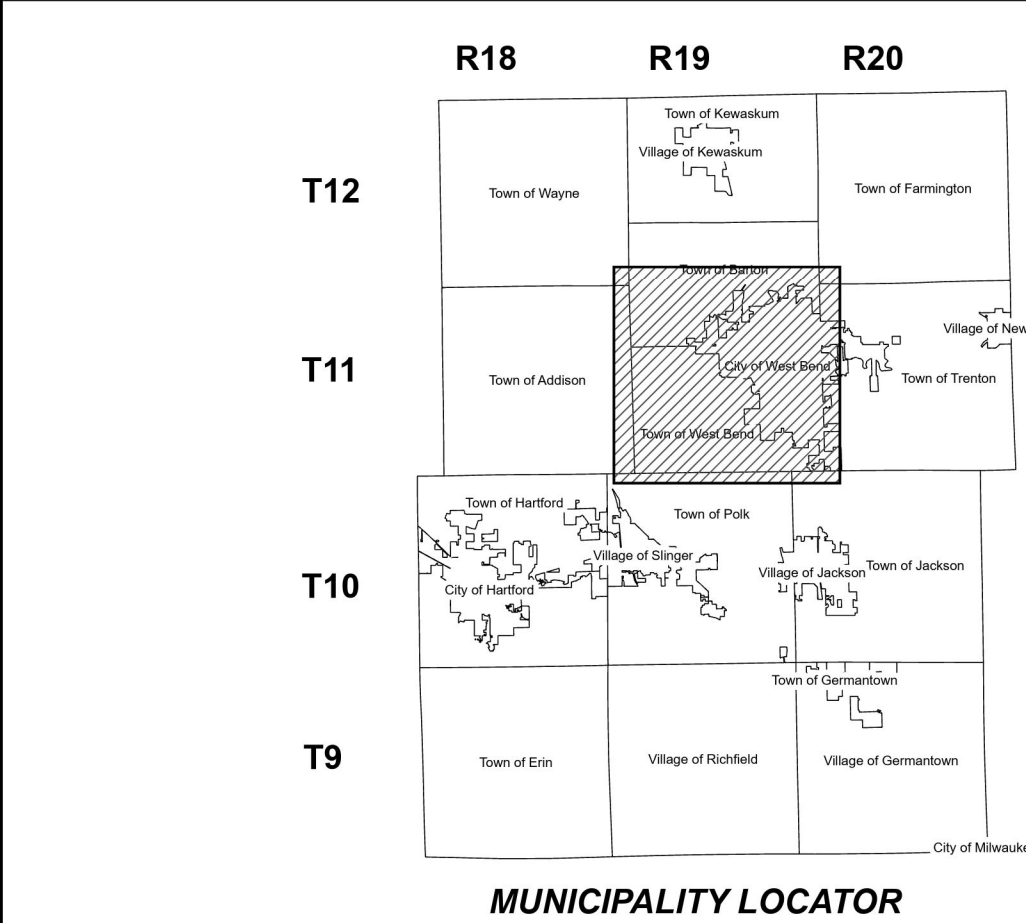 R18 R19 R20
Town of Kewaskum
Village of Kewaskum
T12
Town of Wayne
Town of Farmington
Town of Barton
Village of New
T11
City of West Bend
Town of Addison
Town of Trenton
Town of West Bend
Town of Hartford
Town of Polk
Village of Slinger
Village of Jackson
Town of Jackson
T10
City of Hartford
Town of Germantown
T9
Town of Erin
Village of Richfield
Village of Germantown
City of Milwauke
MUNICIPALITY LOCATOR